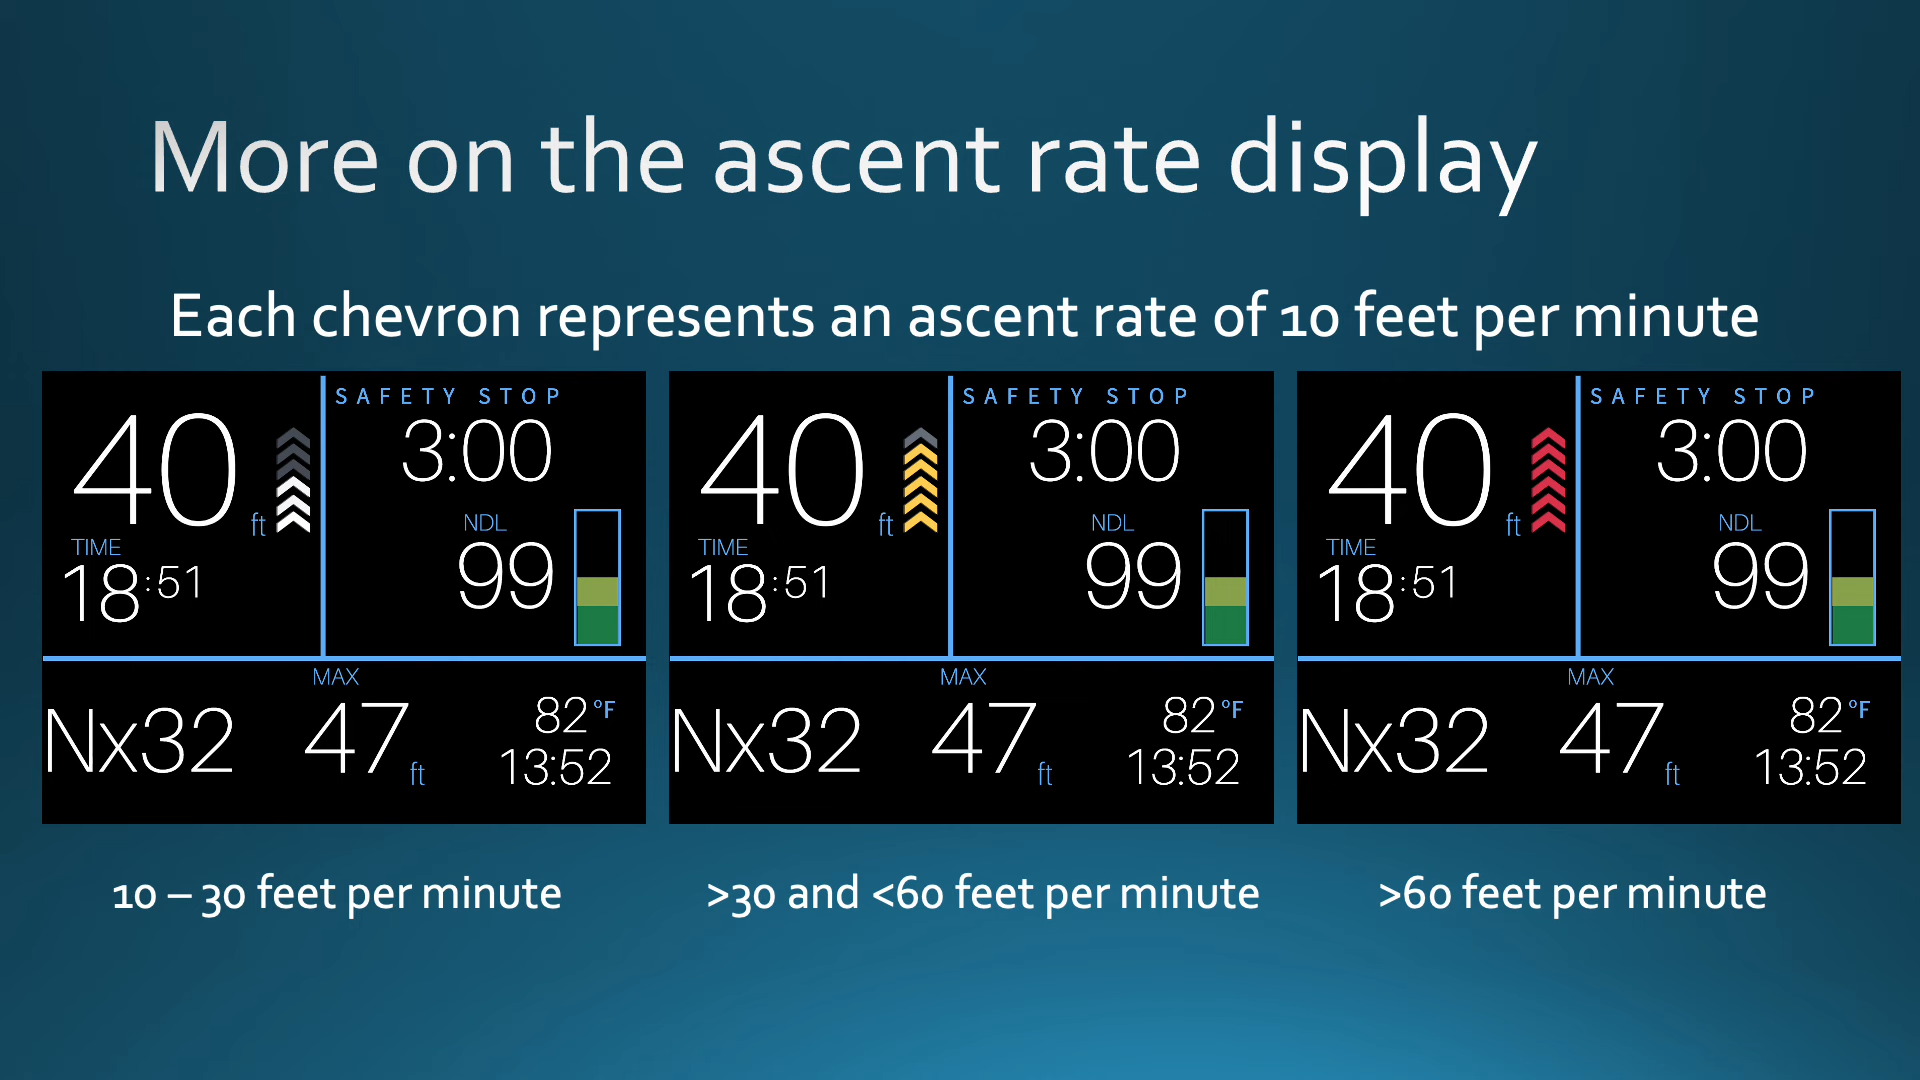 More on the ascent rate display
Each chevron represents an ascent rate of 10 feet per minute
SAFETY STOP
40 ft
3:00
NDL
TIME
99
18:51
MAX
Nx32
47 ft
82°F
13:52
SAFETY STOP
40 ft
3:00
NDL
TIME
99
18:51
MAX
Nx32
47 ft
82°F
13:52
SAFETY STOP
40 ft
3:00
NDL
TIME
99
18:51
MAX
Nx32
47 ft
82°F
13:52
10 – 30 feet per minute
>30 and <60 feet per minute
>60 feet per minute